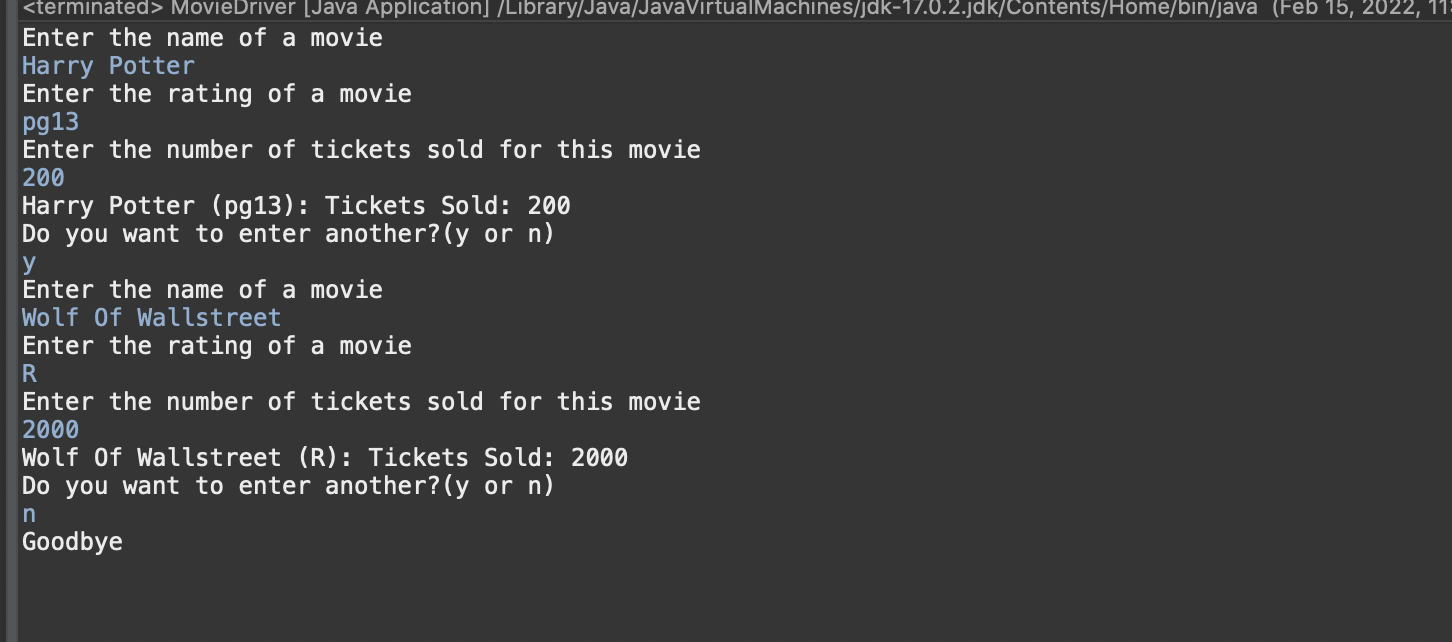 <terminated> MovieDriver [Java Application] /Library/Java/JavaVirtualMachines/jdk-17.0.2.jdk/Contents/Home/bin/java (Feb 15, 2022, 11:
Enter the name of a movie
Harry Potter
Enter the rating of a movie
pg13
Enter the number of tickets sold for this movie
200
Harry Potter (pg13): Tickets Sold: 200
Do you want to enter another?(y or n)
y
Enter the name of a movie
Wolf Of Wallstreet
Enter the rating of a movie
R
Enter the number of tickets sold for this movie
2000
Wolf Of Wallstreet (R): Tickets Sold: 2000
Do you want to enter another?(y or n)
n
Goodbye